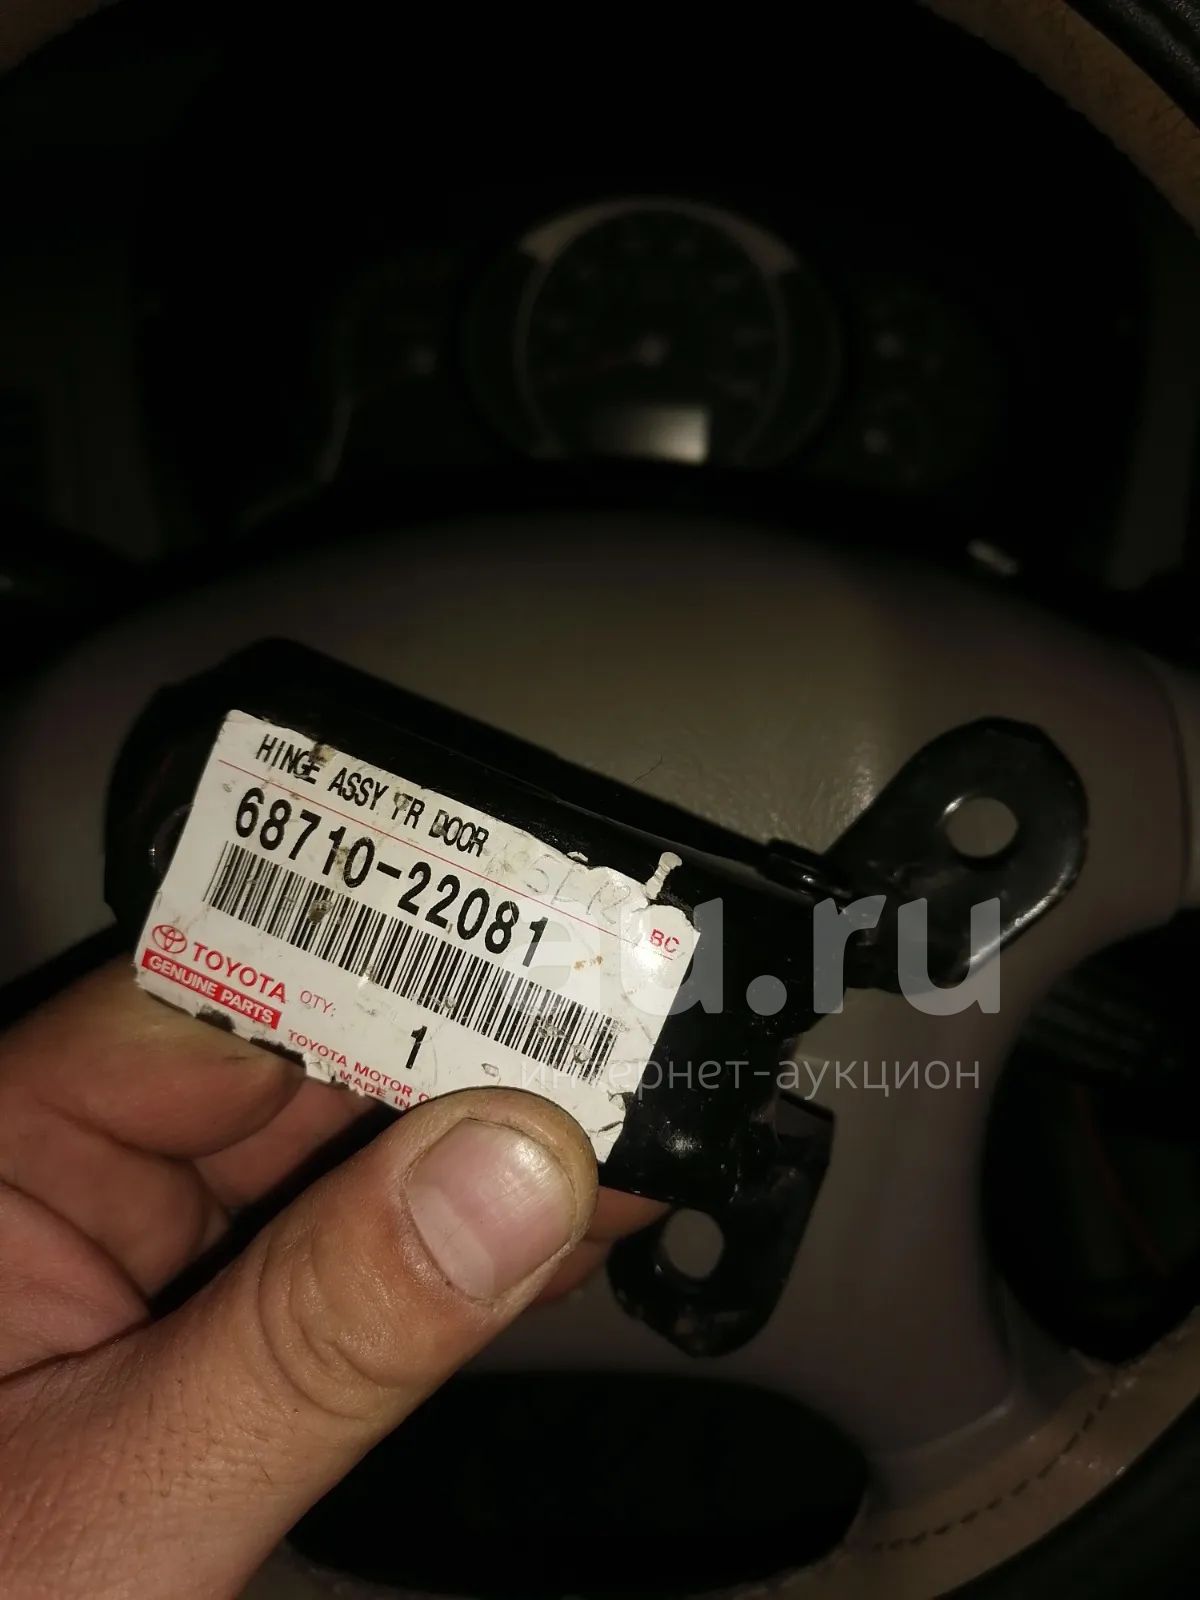 HINGE ASSY FR DOOR
68710-22081
BC
TOYOTA
GENUINE PARTS
QTY:
1
TOYOTA MOTOR
MADE IN
au.ru
интернет-аукцион